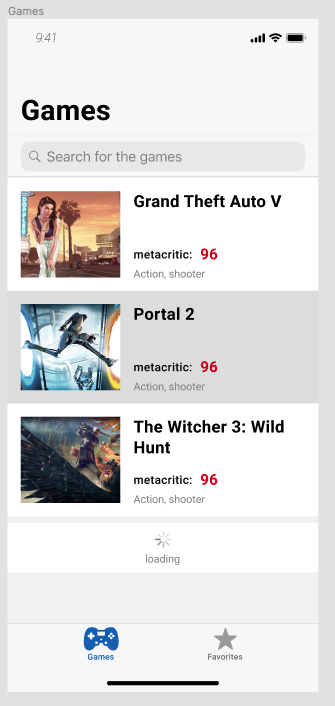 Games
9:41
Games
Search for the games
Grand Theft Auto V
metacritic: 96
Action, shooter
Portal 2
metacritic: 96
Action, shooter
The Witcher 3: Wild
Hunt
metacritic: 96
Action, shooter
loading
Games
Favorites